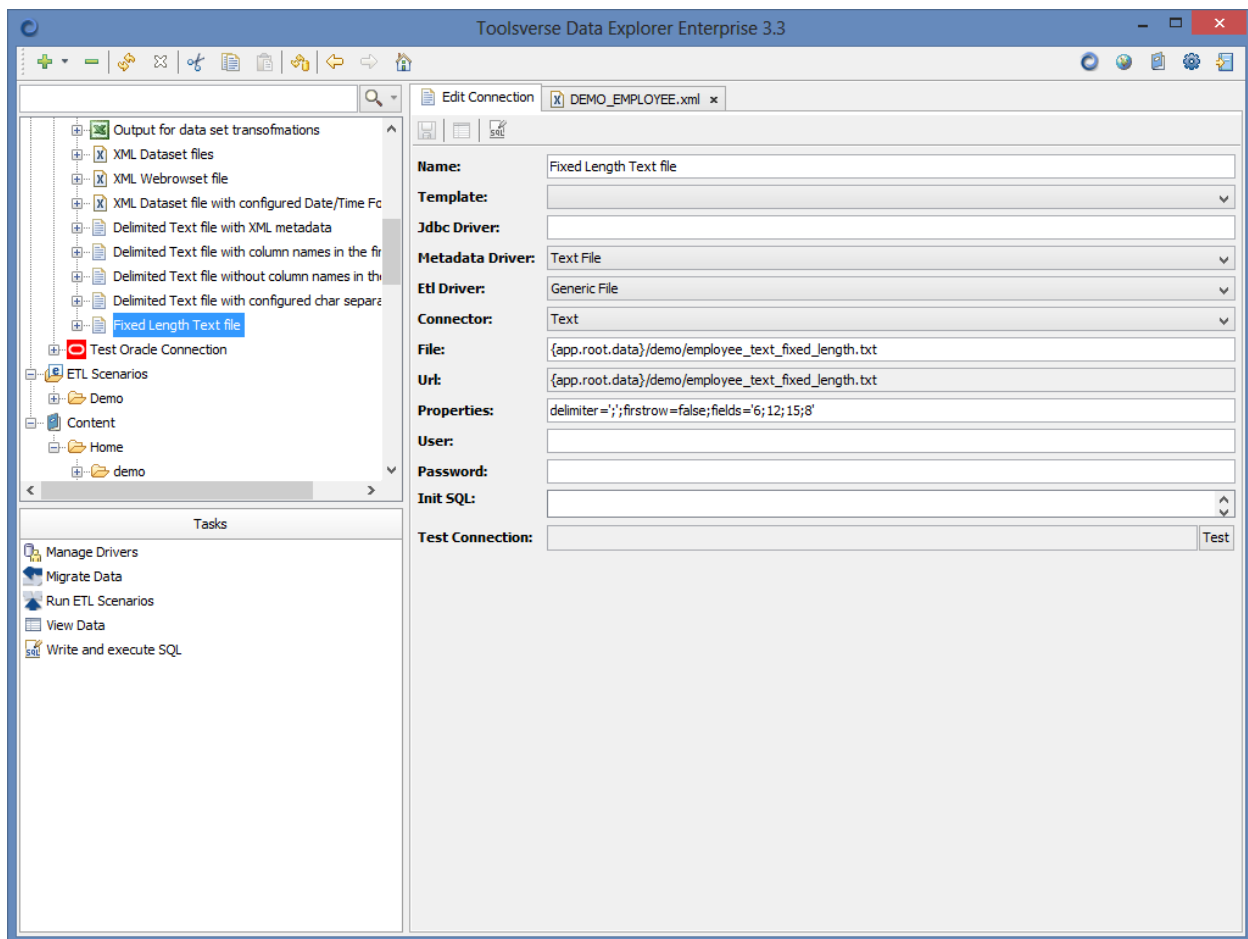 Toolsverse Data Explorer Enterprise 3.3
Output for data set transofmations
XML Dataset files
XML Webrowset file
XML Dataset file with configured Date/Time Fo
Delimited Text file with XML metadata
Delimited Text file with column names in the fir
Delimited Text file without column names in the
Delimited Text file with configured char separa
Fixed Length Text file
Test Oracle Connection
ETL Scenarios
Demo
Content
Home
demo
Tasks
Manage Drivers
Migrate Data
Run ETL Scenarios
View Data
Write and execute SQL
Edit Connection DEMO_EMPLOYEE.xml
SQL
Name: Fixed Length Text file
Template:
Jdbc Driver:
Metadata Driver: Text File
Etl Driver: Generic File
Connector: Text
File: {app.root.data}/demo/employee_text_fixed_length.txt
Url: {app.root.data}/demo/employee_text_fixed_length.txt
Properties: delimiter=';';firstrow=false;fields='6;12;15;8'
User:
Password:
Init SQL:
Test Connection: Test